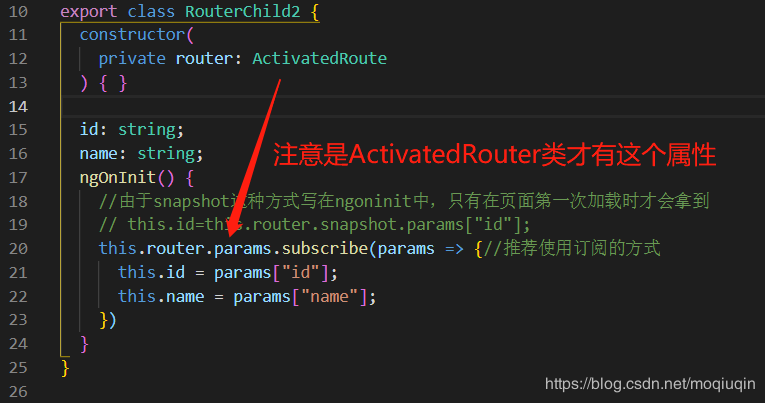 10 export class RouterChild2 {
11 constructor(
12 private router: ActivatedRoute
13 ) { }
14
15 id: string;
16 name: string; 注意是ActivatedRouter类才有这个属性
17 ngOnInit() {
18 //由于snapshot这种方式写在ngoninit中，只有在页面第一次加载时才会拿到
19 // this.id=this.router.snapshot.params["id"];
20 this.router.params.subscribe(params => {//推荐使用订阅的方式
21 this.id = params["id"];
22 this.name = params["name"];
23 })
24 }
25 }
26
https://blog.csdn.net/moqiuqin